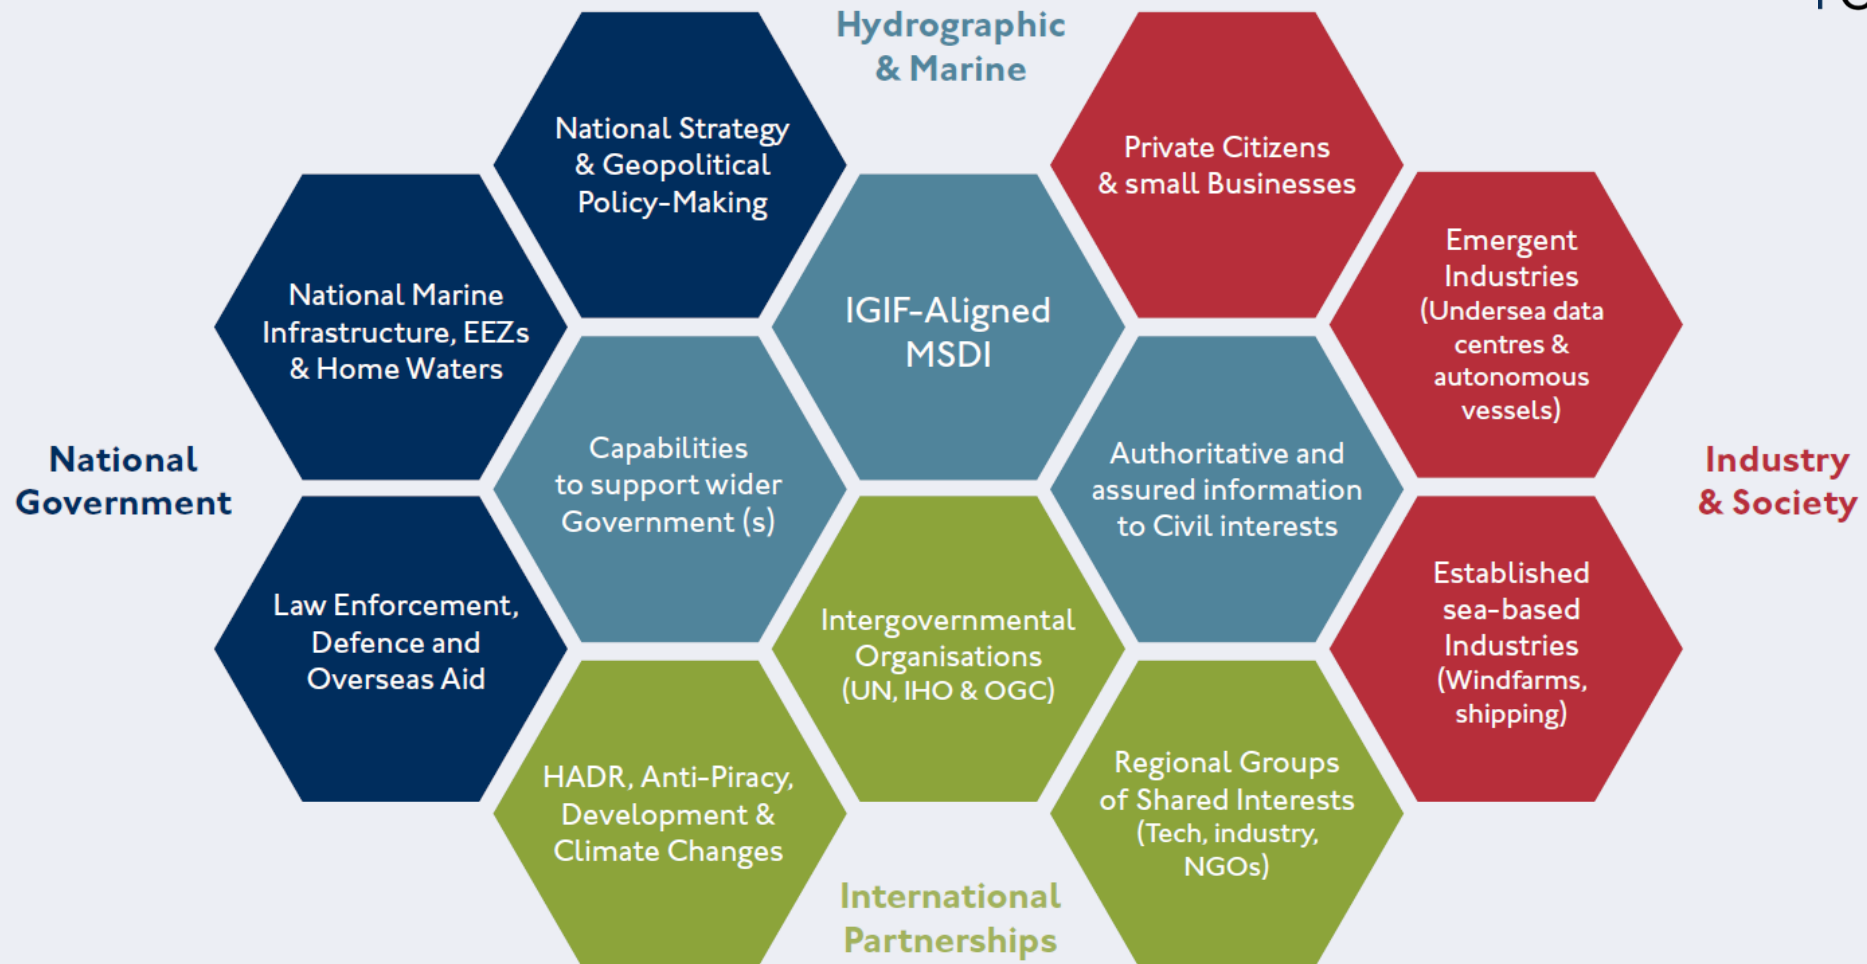 Hydrographic
& Marine
National Strategy
& Geopolitical
Policy-Making
Private Citizens
& small Businesses
National Marine
Infrastructure, EEZs
& Home Waters
IGIF-Aligned
MSDI
Emergent
Industries
(Undersea data
centres &
autonomous
vessels)
National
Government
Capabilities
to support wider
Government (s)
Authoritative and
assured information
to Civil interests
Industry
& Society
Law Enforcement,
Defence and
Overseas Aid
Intergovernmental
Organisations
(UN, IHO & OGC)
Established
sea-based
Industries
(Windfarms,
shipping)
HADR, Anti-Piracy,
Development &
Climate Changes
Regional Groups
of Shared Interests
(Tech, industry,
NGOs)
International
Partnerships